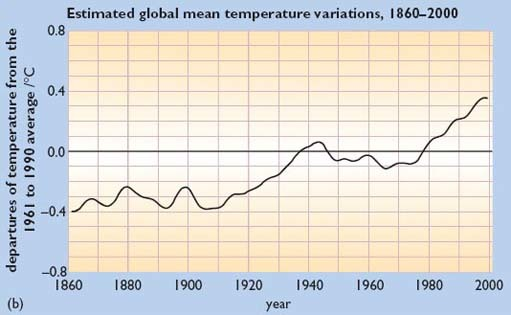 Estimated global mean temperature variations, 1860–2000
departures of temperature from the
1961 to 1990 average /°C
0.8
0.4
0.0
–0.4
–0.8
1860 1880 1900 1920 1940 1960 1980 2000
(b)
year